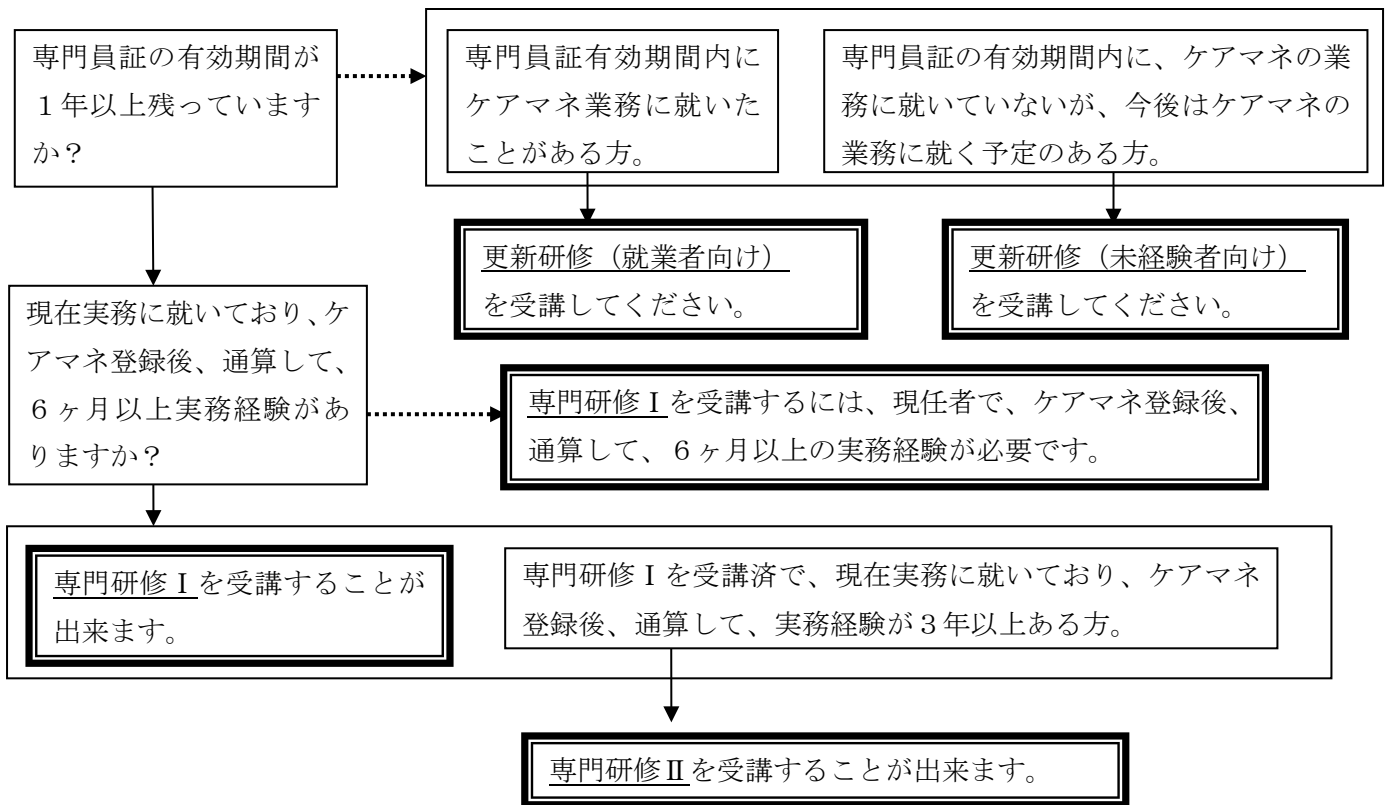 専門員証の有効期間が
１年以上残っています
か？
専門員証有効期間内に
ケアマネ業務に就いた
ことがある方。
専門員証の有効期間内に、ケアマネの業
務に就いていないが、今後はケアマネの
業務に就く予定のある方。
更新研修（就業者向け）
を受講してください。
更新研修（未経験者向け）
を受講してください。
現在実務に就いており、ケ
アマネ登録後、通算して、
６ヶ月以上実務経験があ
りますか？
専門研修Ⅰを受講するには、現任者で、ケアマネ登録後、
通算して、６ヶ月以上の実務経験が必要です。
専門研修Ⅰを受講することが
出来ます。
専門研修Ⅰを受講済で、現在実務に就いており、ケアマネ
登録後、通算して、実務経験が３年以上ある方。
専門研修Ⅱを受講することが出来ます。